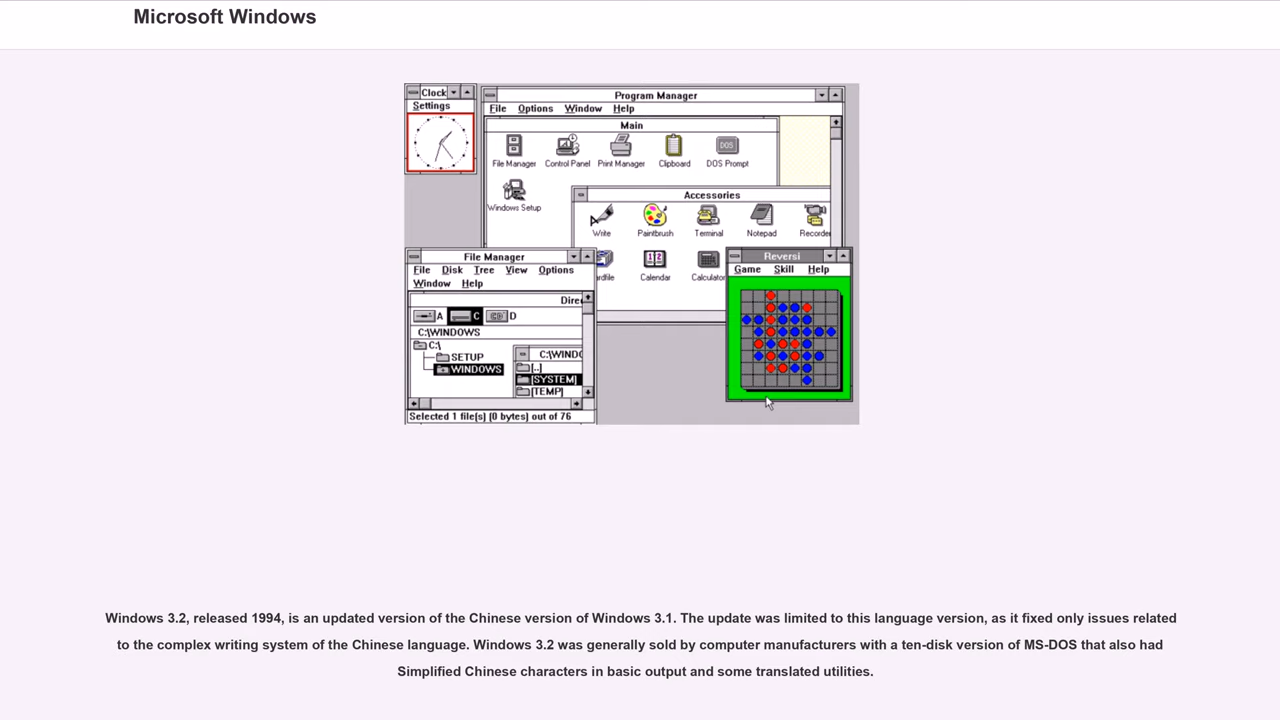 Microsoft Windows
Clock
Settings
Program Manager
File Options Window Help
Main
File Manager Control Panel Print Manager Clipboard DOS Prompt
DOS
Windows Setup
Accessories
Write Paintbrush Terminal Notepad Recorder
rdfile Calendar Calculator
File Manager
File Disk Tree View Options
Window Help
Direc
A C CD D
C:\WINDOWS
C:\
SETUP
WINDOWS
C:\WINDO
[..]
[SYSTEM]
[TEMP]
Selected 1 file(s) (0 bytes) out of 76
Reversi
Game Skill Help
Windows 3.2, released 1994, is an updated version of the Chinese version of Windows 3.1. The update was limited to this language version, as it fixed only issues related
to the complex writing system of the Chinese language. Windows 3.2 was generally sold by computer manufacturers with a ten-disk version of MS-DOS that also had
Simplified Chinese characters in basic output and some translated utilities.